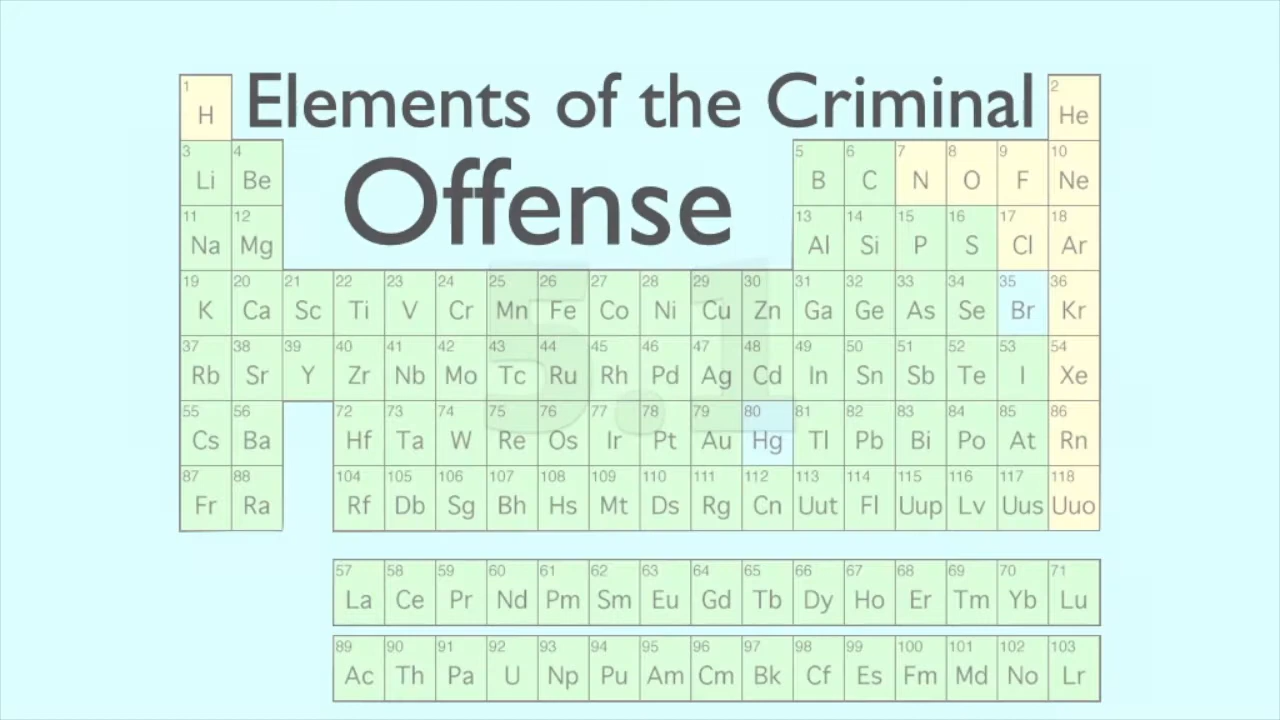 Elements of the Criminal
Offense
5.1
1 2
H He
3 4 5 6 7 8 9 10
Li Be B C N O F Ne
11 12 13 14 15 16 17 18
Na Mg Al Si P S Cl Ar
19 20 21 22 23 24 25 26 27 28 29 30 31 32 33 34 35 36
K Ca Sc Ti V Cr Mn Fe Co Ni Cu Zn Ga Ge As Se Br Kr
37 38 39 40 41 42 43 44 45 46 47 48 49 50 51 52 53 54
Rb Sr Y Zr Nb Mo Tc Ru Rh Pd Ag Cd In Sn Sb Te I Xe
55 56 72 73 74 75 76 77 78 79 80 81 82 83 84 85 86
Cs Ba Hf Ta W Re Os Ir Pt Au Hg Tl Pb Bi Po At Rn
87 88 104 105 106 107 108 109 110 111 112 113 114 115 116 117 118
Fr Ra Rf Db Sg Bh Hs Mt Ds Rg Cn Uut Fl Uup Lv Uus Uuo
57 58 59 60 61 62 63 64 65 66 67 68 69 70 71
La Ce Pr Nd Pm Sm Eu Gd Tb Dy Ho Er Tm Yb Lu
89 90 91 92 93 94 95 96 97 98 99 100 101 102 103
Ac Th Pa U Np Pu Am Cm Bk Cf Es Fm Md No Lr